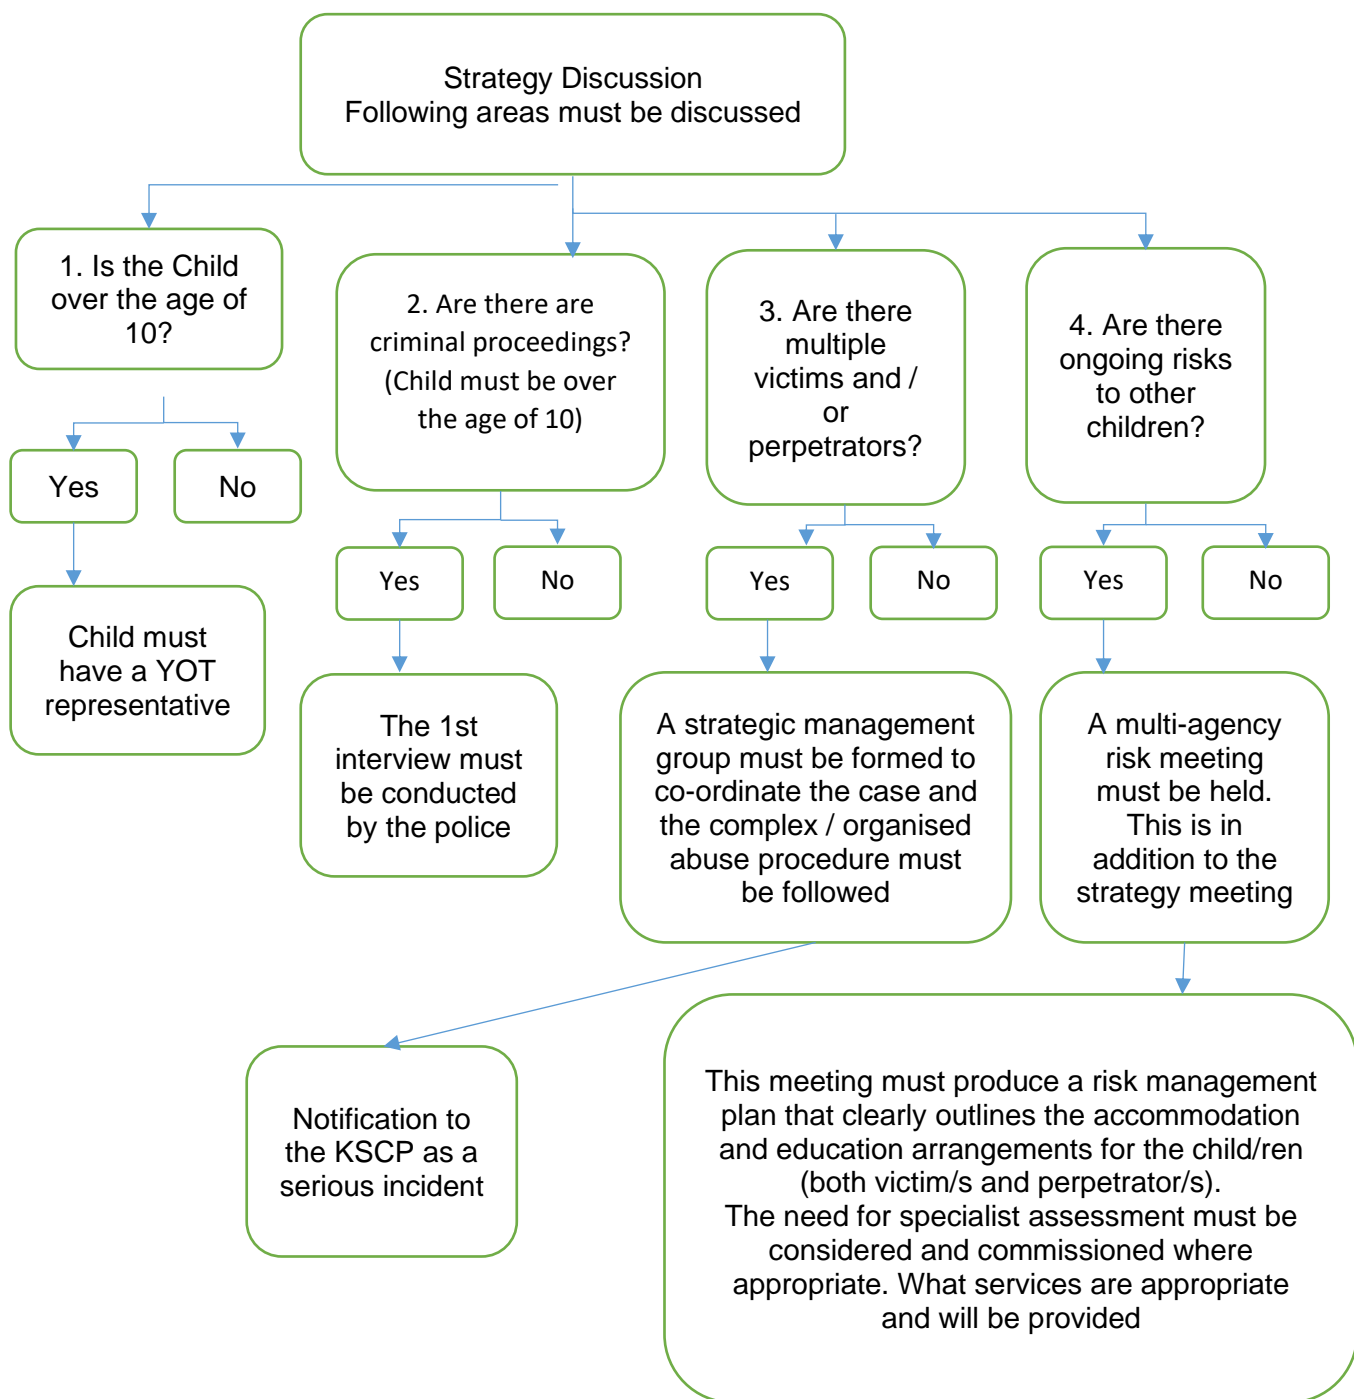 Strategy Discussion
Following areas must be discussed
1. Is the Child
over the age of
10?
2. Are there are
criminal proceedings?
(Child must be over
the age of 10)
3. Are there
multiple
victims and /
or
perpetrators?
4. Are there
ongoing risks
to other
children?
Yes
No
Yes
No
Yes
No
Yes
No
Child must
have a YOT
representative
The 1st
interview must
be conducted
by the police
A strategic management
group must be formed to
co-ordinate the case and
the complex / organised
abuse procedure must
be followed
A multi-agency
risk meeting
must be held.
This is in
addition to the
strategy meeting
Notification to
the KSCP as a
serious incident
This meeting must produce a risk management
plan that clearly outlines the accommodation
and education arrangements for the child/ren
(both victim/s and perpetrator/s).
The need for specialist assessment must be
considered and commissioned where
appropriate. What services are appropriate
and will be provided